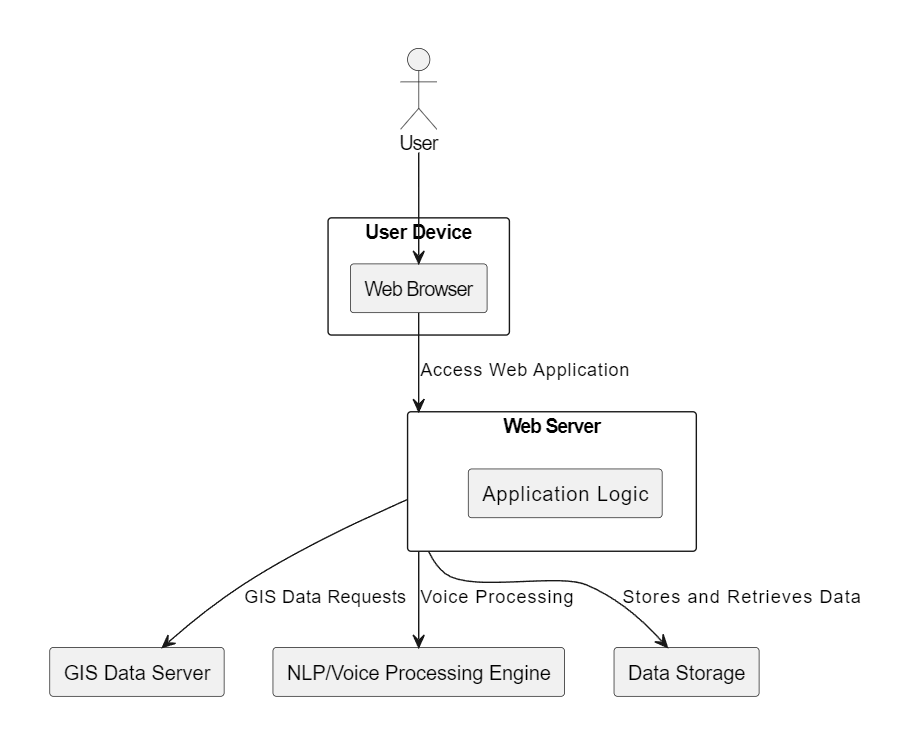 User
User Device
Web Browser
Access Web Application
Web Server
Application Logic
GIS Data Requests
Voice Processing
Stores and Retrieves Data
GIS Data Server
NLP/Voice Processing Engine
Data Storage